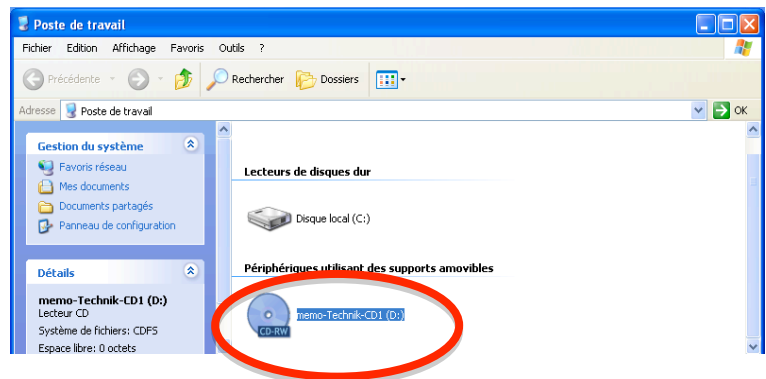 Poste de travail
Fichier Edition Affichage Favoris Outils ?
Précédente Rechercher Dossiers
Adresse Poste de travail OK
Gestion du système
Favoris réseau
Mes documents
Documents partagés
Panneau de configuration
Détails
memo-Technik-CD1 (D:)
Lecteur CD
Système de fichiers: CDFS
Espace libre: 0 octets
Lecteurs de disques dur
Disque local (C:)
Périphériques utilisant des supports amovibles
CD-RW
memo-Technik-CD1 (D:)